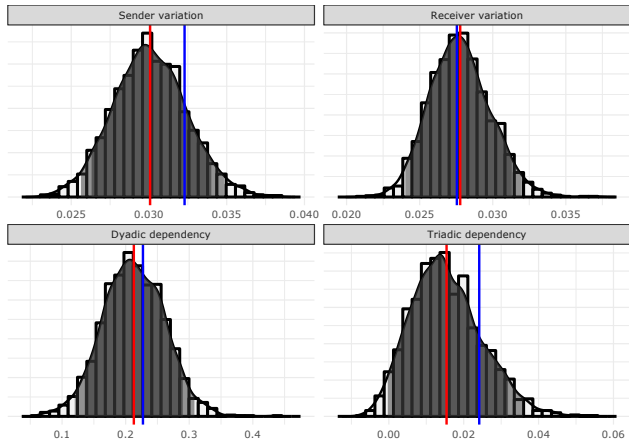 Sender variation
Receiver variation
0.025 0.030 0.035 0.040
0.020 0.025 0.030 0.035
Dyadic dependency
Triadic dependency
0.1 0.2 0.3 0.4
0.00 0.02 0.04 0.06